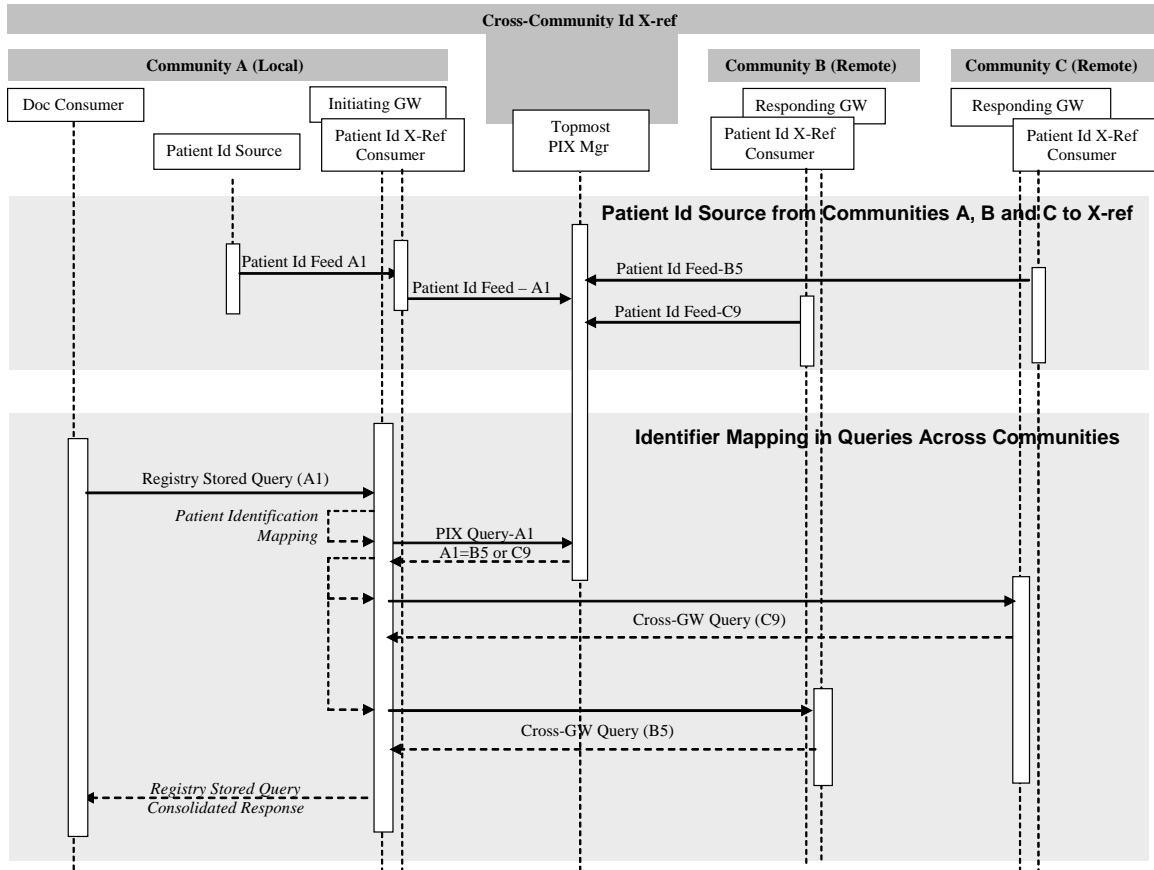 Cross-Community Id X-ref
Community A (Local)
Community B (Remote)
Community C (Remote)
Doc Consumer
Initiating GW
Responding GW
Responding GW
Patient Id Source
Patient Id X-Ref
Consumer
Topmost
PIX Mgr
Patient Id X-Ref
Consumer
Patient Id X-Ref
Consumer
Patient Id Source from Communities A, B and C to X-ref
Patient Id Feed A1
Patient Id Feed-B5
Patient Id Feed – A1
Patient Id Feed-C9
Identifier Mapping in Queries Across Communities
Registry Stored Query (A1)
Patient Identification
Mapping
PIX Query-A1
A1=B5 or C9
Cross-GW Query (C9)
Cross-GW Query (B5)
Registry Stored Query
Consolidated Response